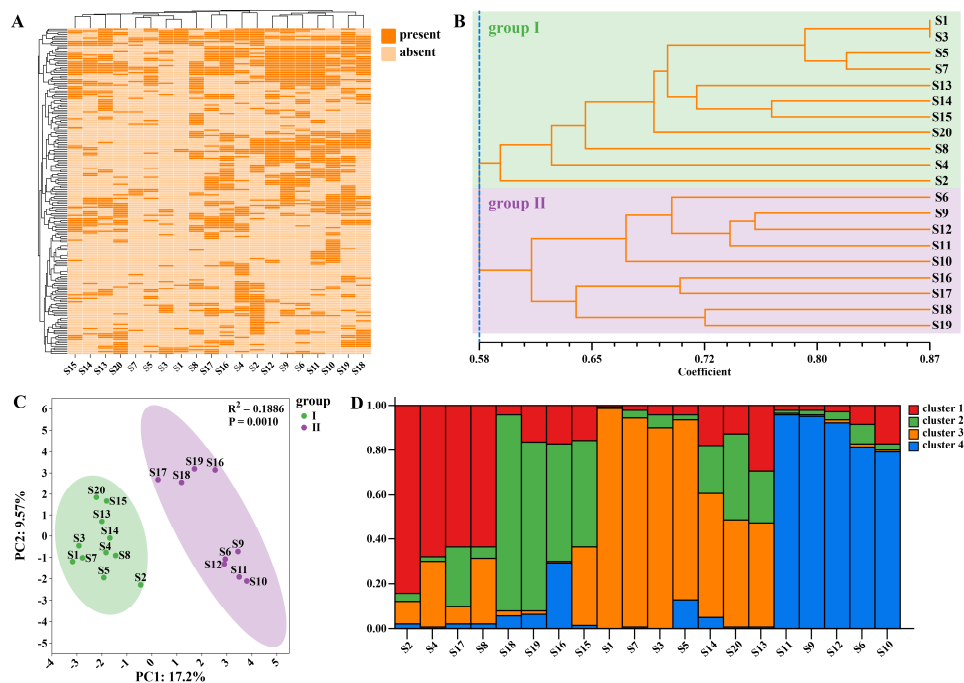 A
present
absent
S15 S14 S13 S20 S7 S5 S3 S1 S8 S17 S16 S4 S2 S12 S9 S6 S11 S10 S19 S18
B
group I
group II
S1
S3
S5
S7
S13
S14
S15
S20
S8
S4
S2
S6
S9
S12
S11
S10
S16
S17
S18
S19
0.58 0.65 0.72 0.80 0.87
Coefficient
C
R² − 0.1886
P = 0.0010
group
I
II
PC2: 9.57%
6
5
4
3
2
1
0
-1
-2
-3
-4
-5
S17
S18
S19
S16
S20
S15
S13
S14
S3
S4
S1
S7
S8
S5
S2
S9
S6
S12
S11
S10
-4 -3 -2 -1 0 1 2 3 4 5
PC1: 17.2%
D
1.00
0.80
0.60
0.40
0.20
0.00
cluster 1
cluster 2
cluster 3
cluster 4
S2 S4 S17 S8 S18 S19 S16 S15 S1 S7 S3 S5 S14 S20 S13 S11 S9 S12 S6 S10